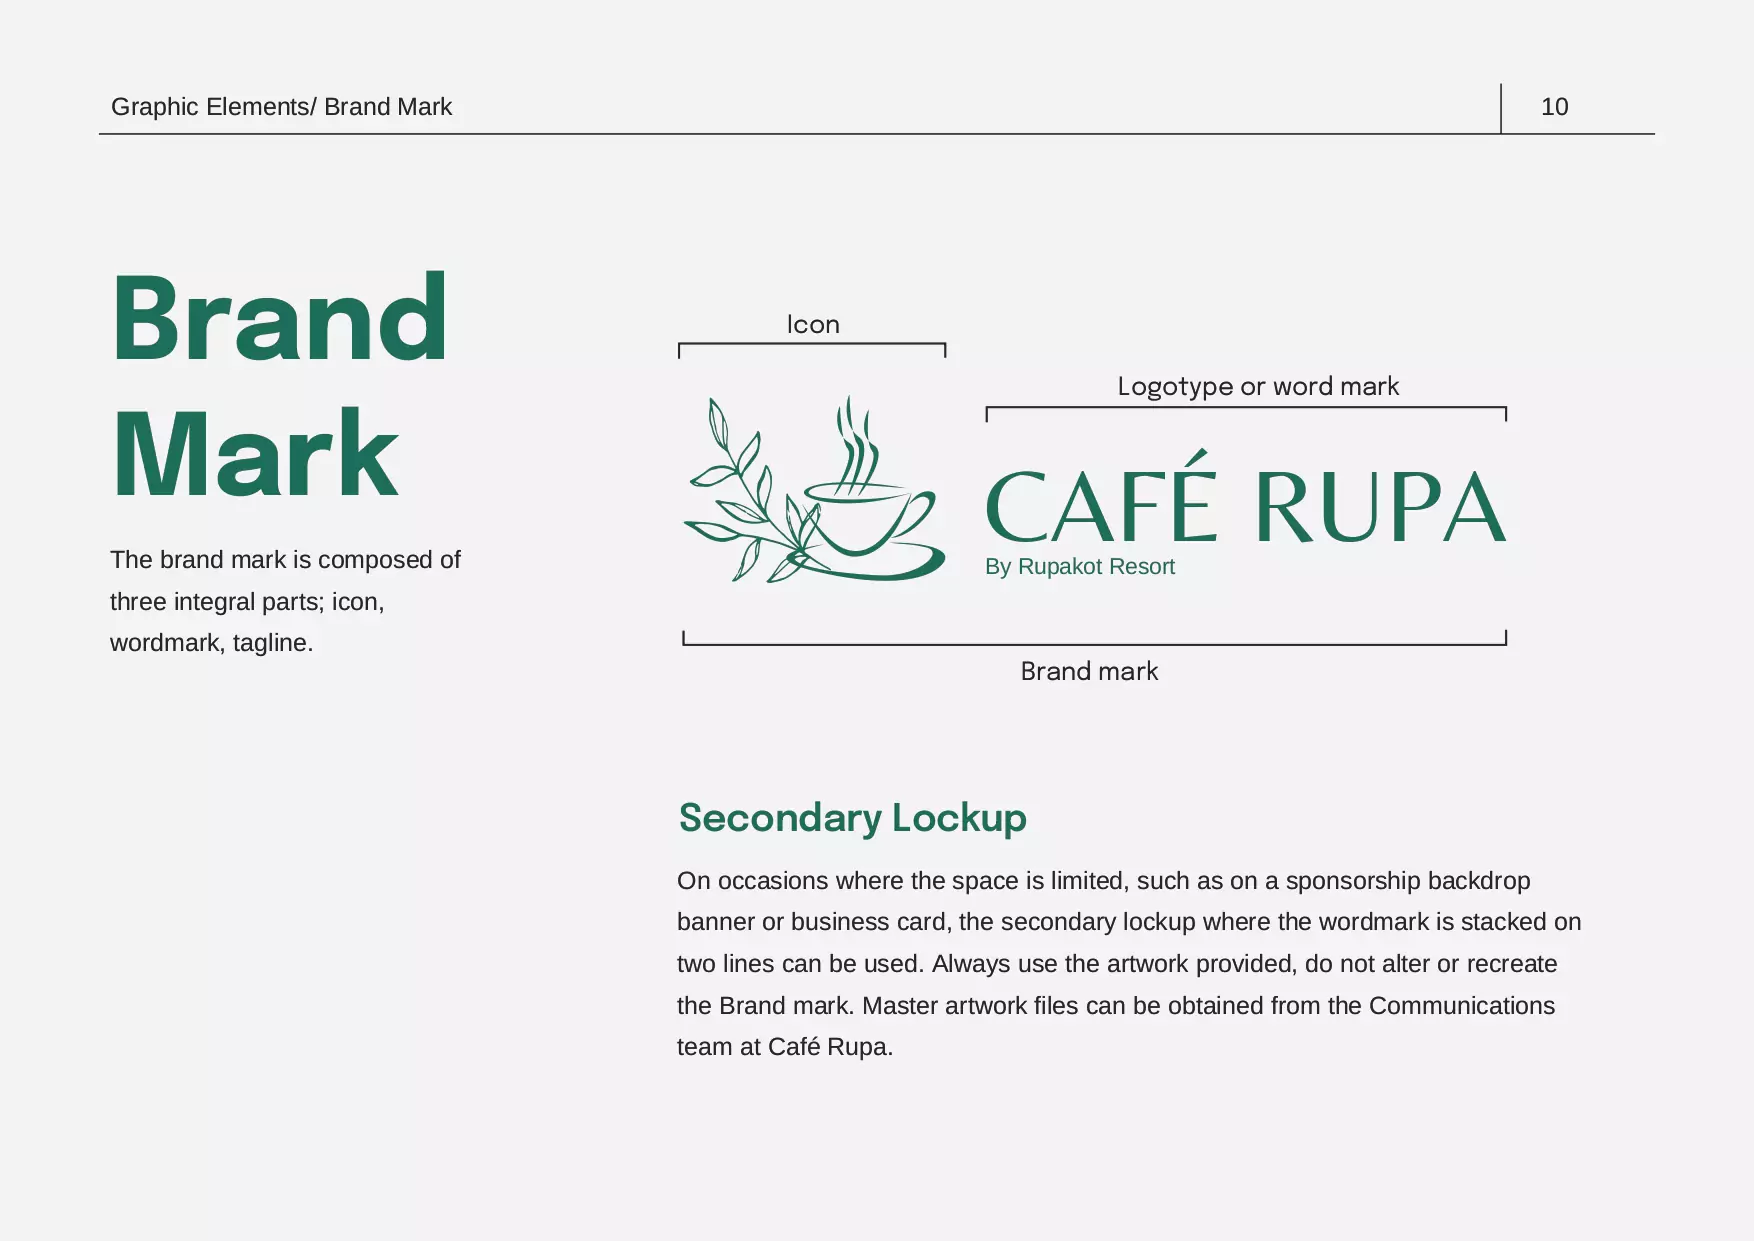 Graphic Elements/ Brand Mark
10
Brand
Mark
The brand mark is composed of
three integral parts; icon,
wordmark, tagline.
Icon
Logotype or word mark
CAFÉ RUPA
By Rupakot Resort
Brand mark
Secondary Lockup
On occasions where the space is limited, such as on a sponsorship backdrop
banner or business card, the secondary lockup where the wordmark is stacked on
two lines can be used. Always use the artwork provided, do not alter or recreate
the Brand mark. Master artwork files can be obtained from the Communications
team at Café Rupa.